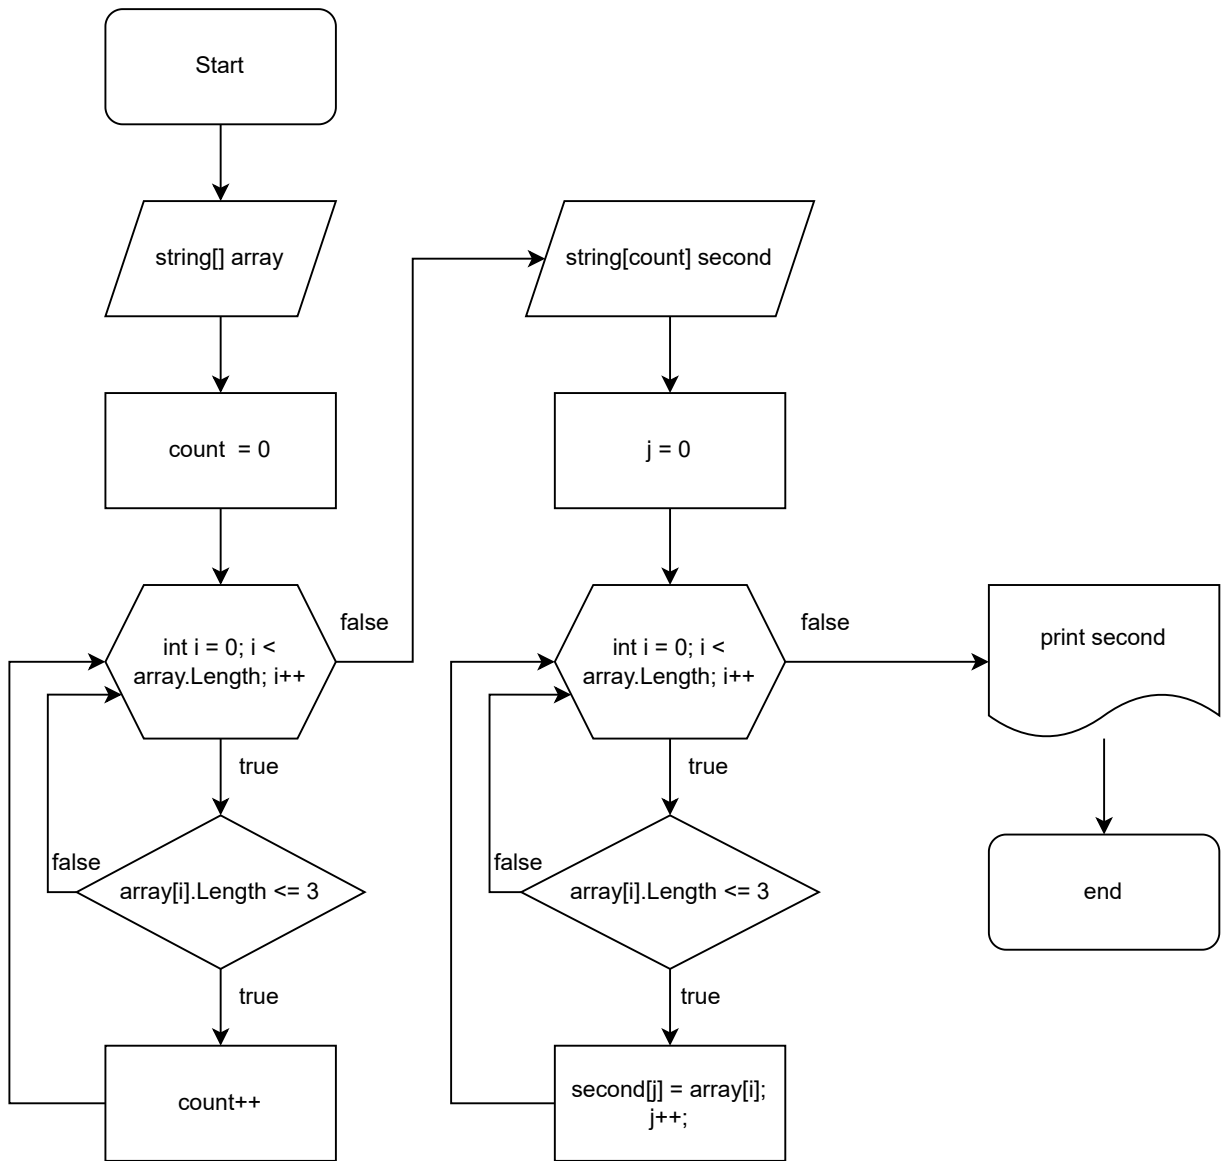 Start
string[] array
count  = 0
int i = 0; i <
array.Length; i++
false
true
array[i].Length <= 3
false
true
count++
string[count] second
j = 0
int i = 0; i <
array.Length; i++
false
true
array[i].Length <= 3
false
true
second[j] = array[i];
j++;
print second
end